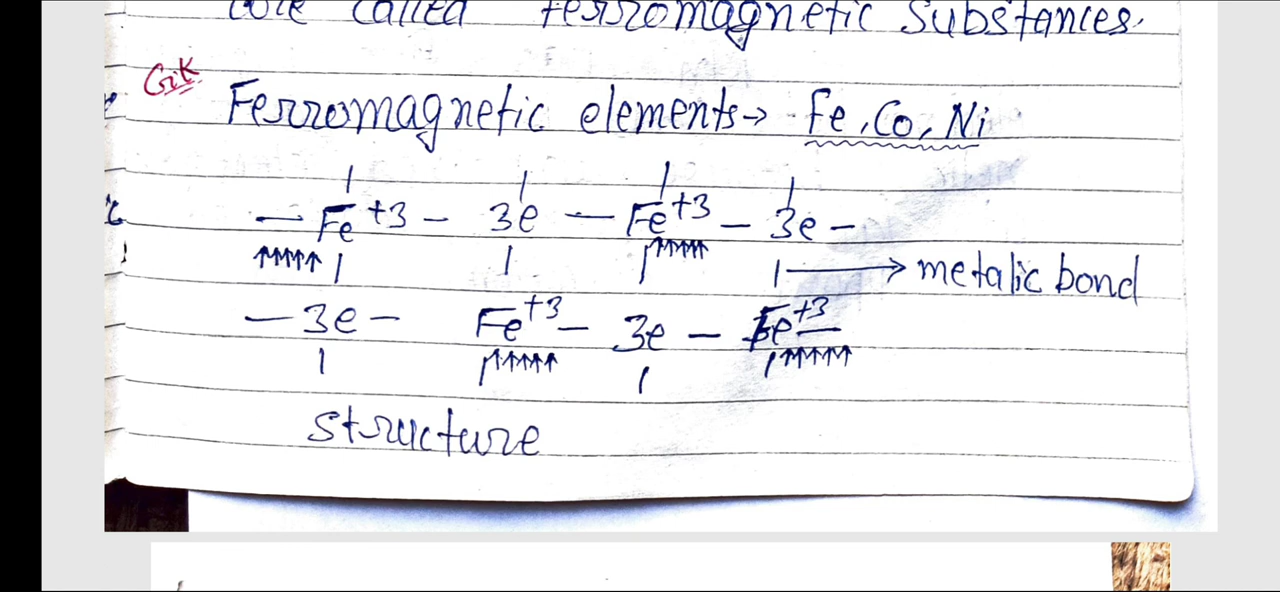 called ferromagnetic substances.
G.K
Ferromagnetic elements → Fe, Co, Ni
— Fe +3 — 3e — Fe +3 — 3e —
↑↑↑↑↑ ↑↑↑↑↑
→ metalic bond
— 3e — Fe +3 — 3e — Fe +3 —
↑↑↑↑↑ ↑↑↑↑↑
structure